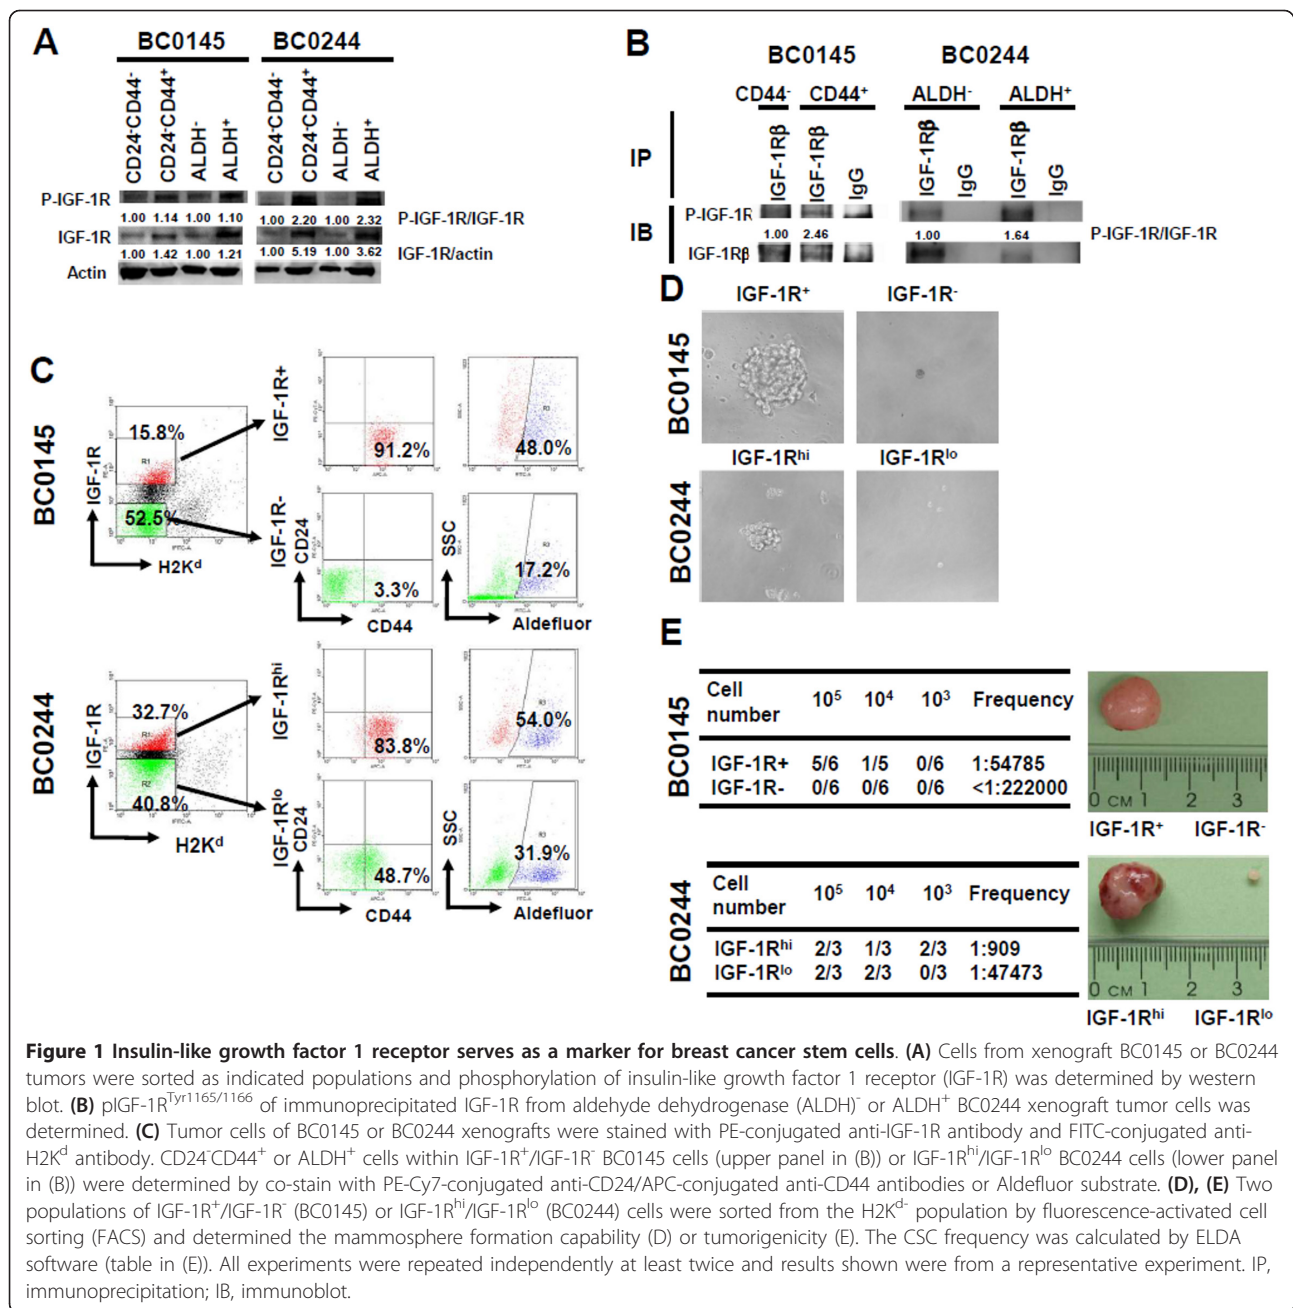 A
BC0145 BC0244
CD24-CD44- CD24-CD44+ ALDH- ALDH+ CD24-CD44- CD24-CD44+ ALDH- ALDH+
P-IGF-1R
1.00 1.14 1.00 1.10 1.00 2.20 1.00 2.32 P-IGF-1R/IGF-1R
IGF-1R
1.00 1.42 1.00 1.21 1.00 5.19 1.00 3.62 IGF-1R/actin
Actin
B
BC0145 BC0244
CD44- CD44+ ALDH- ALDH+
IP
IGF-1Rβ IGF-1Rβ IgG IGF-1Rβ IgG IGF-1Rβ IgG
IB
P-IGF-1R
1.00 2.46 1.00 1.64 P-IGF-1R/IGF-1R
IGF-1Rβ
C
BC0145
15.8%
R1
52.5%
IGF-1R
H2Kd
IGF-1R+
91.2%
R3
48.0%
IGF-1R-
CD24
3.3%
CD44
SSC
R3
17.2%
Aldefluor
BC0244
32.7%
R1
R2
40.8%
IGF-1R
H2Kd
IGF-1Rhi
83.8%
R3
54.0%
IGF-1Rlo
CD24
48.7%
CD44
SSC
R3
31.9%
Aldefluor
D
IGF-1R+ IGF-1R-
BC0145
IGF-1Rhi IGF-1Rlo
BC0244
E
BC0145
Cell number 10⁵ 10⁴ 10³ Frequency
IGF-1R+ 5/6 1/5 0/6 1:54785
IGF-1R- 0/6 0/6 0/6 <1:222000
0 CM 1 2 3
IGF-1R+ IGF-1R-
BC0244
Cell number 10⁵ 10⁴ 10³ Frequency
IGF-1Rhi 2/3 1/3 2/3 1:909
IGF-1Rlo 2/3 2/3 0/3 1:47473
0 CM 1 2 3
IGF-1Rhi IGF-1Rlo
Figure 1 Insulin-like growth factor 1 receptor serves as a marker for breast cancer stem cells. (A) Cells from xenograft BC0145 or BC0244
tumors were sorted as indicated populations and phosphorylation of insulin-like growth factor 1 receptor (IGF-1R) was determined by western
blot. (B) pIGF-1RTyr1165/1166 of immunoprecipitated IGF-1R from aldehyde dehydrogenase (ALDH)- or ALDH+ BC0244 xenograft tumor cells was
determined. (C) Tumor cells of BC0145 or BC0244 xenografts were stained with PE-conjugated anti-IGF-1R antibody and FITC-conjugated anti-
H2Kd antibody. CD24-CD44+ or ALDH+ cells within IGF-1R+/IGF-1R- BC0145 cells (upper panel in (B)) or IGF-1Rhi/IGF-1Rlo BC0244 cells (lower panel
in (B)) were determined by co-stain with PE-Cy7-conjugated anti-CD24/APC-conjugated anti-CD44 antibodies or Aldefluor substrate. (D), (E) Two
populations of IGF-1R+/IGF-1R- (BC0145) or IGF-1Rhi/IGF-1Rlo (BC0244) cells were sorted from the H2Kd- population by fluorescence-activated cell
sorting (FACS) and determined the mammosphere formation capability (D) or tumorigenicity (E). The CSC frequency was calculated by ELDA
software (table in (E)). All experiments were repeated independently at least twice and results shown were from a representative experiment. IP,
immunoprecipitation; IB, immunoblot.